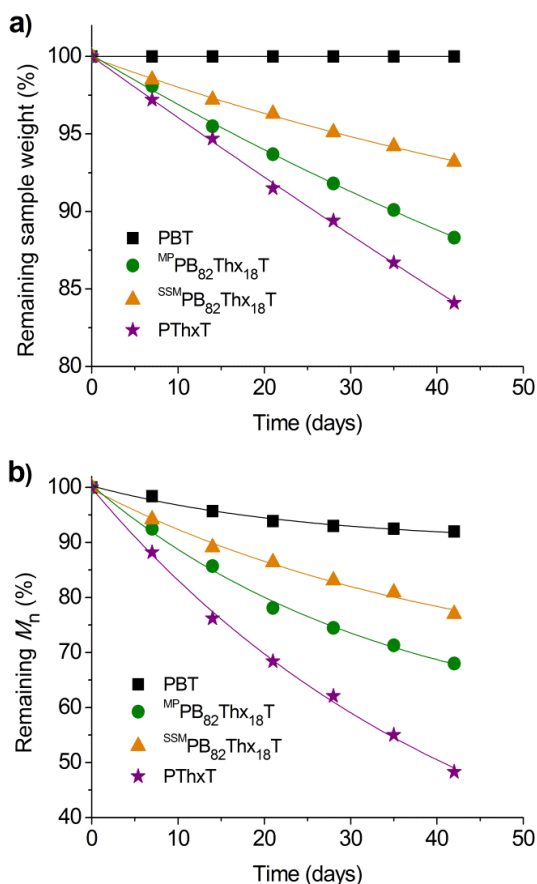 a)
Remaining sample weight (%)
100
95
90
85
80
PBT
ᴹᴾPB₈₂Thx₁₈T
ˢˢᴹPB₈₂Thx₁₈T
PThxT
0 10 20 30 40 50
Time (days)
b)
Remaining Mₙ (%)
100
90
80
70
60
50
40
PBT
ᴹᴾPB₈₂Thx₁₈T
ˢˢᴹPB₈₂Thx₁₈T
PThxT
0 10 20 30 40 50
Time (days)